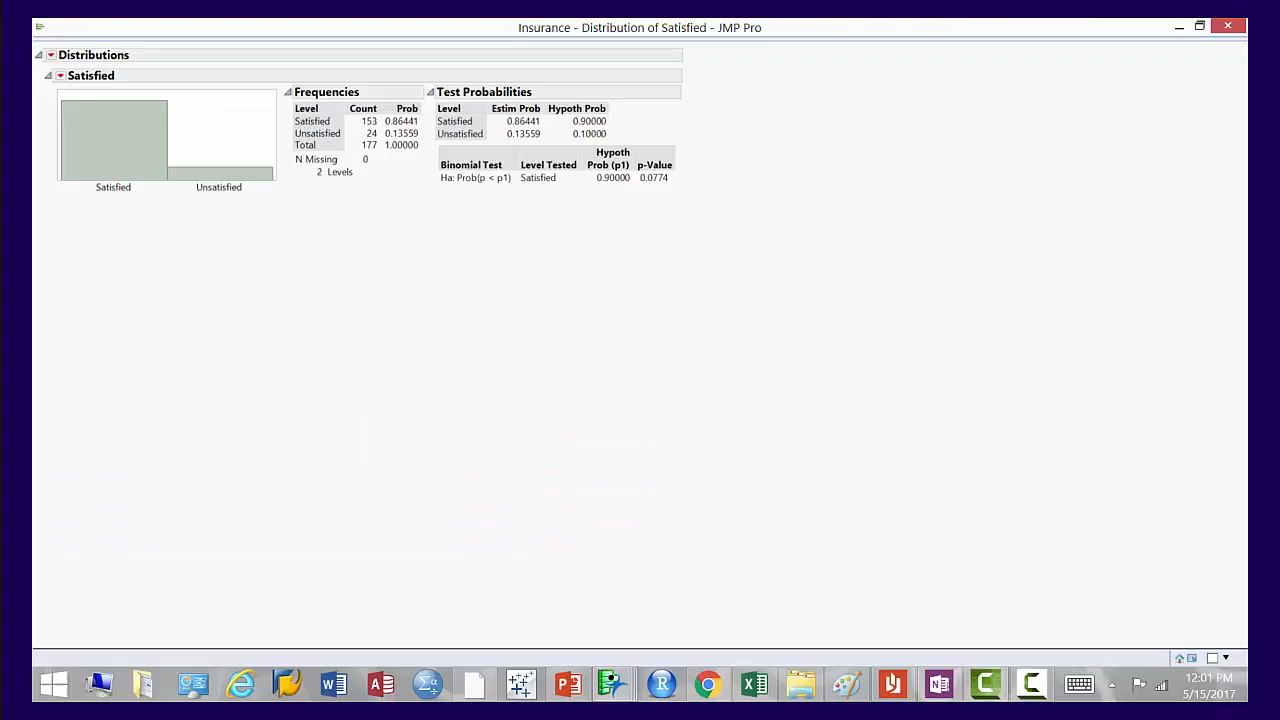 Insurance - Distribution of Satisfied - JMP Pro
Distributions
Satisfied
Satisfied Unsatisfied
Frequencies
Level Count Prob
Satisfied 153 0.86441
Unsatisfied 24 0.13559
Total 177 1.00000
N Missing 0
2 Levels
Test Probabilities
Level Estim Prob Hypoth Prob
Satisfied 0.86441 0.90000
Unsatisfied 0.13559 0.10000
Hypoth
Binomial Test Level Tested Prob (p1) p-Value
Ha: Prob(p < p1) Satisfied 0.90000 0.0774
12:01 PM
5/15/2017